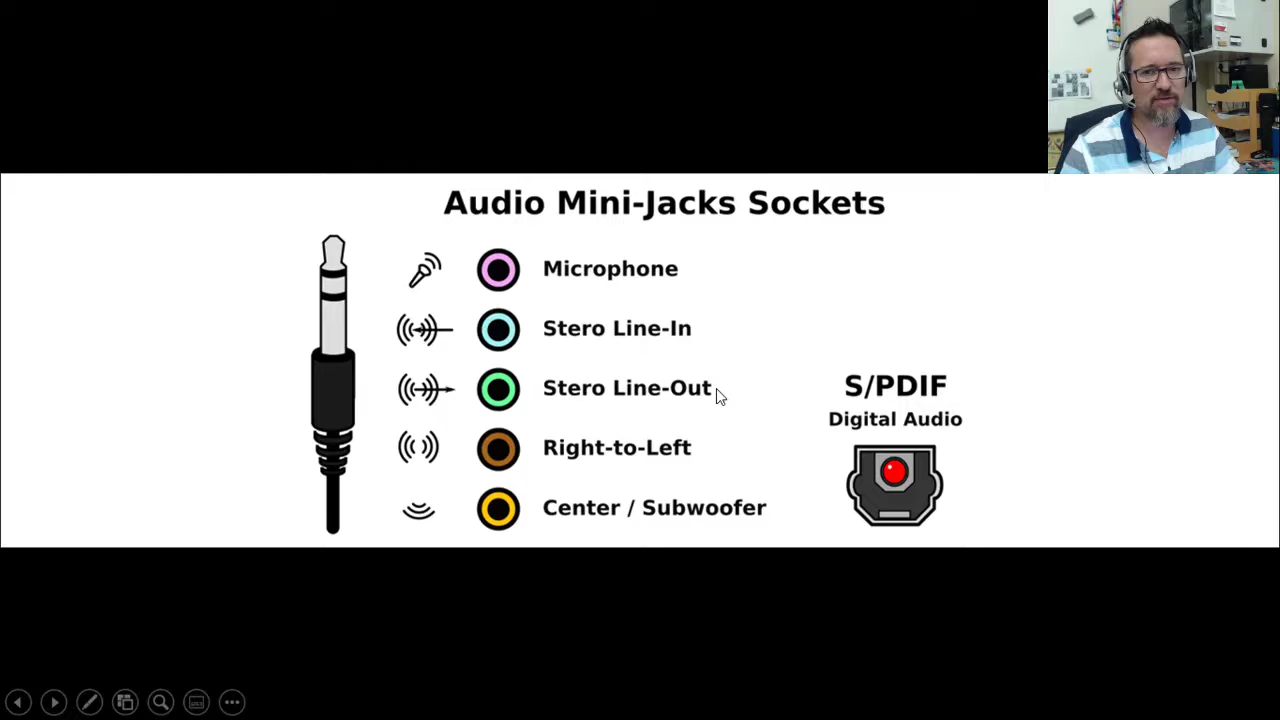 Audio Mini-Jacks Sockets
Microphone
Stero Line-In
Stero Line-Out
Right-to-Left
Center / Subwoofer
S/PDIF
Digital Audio